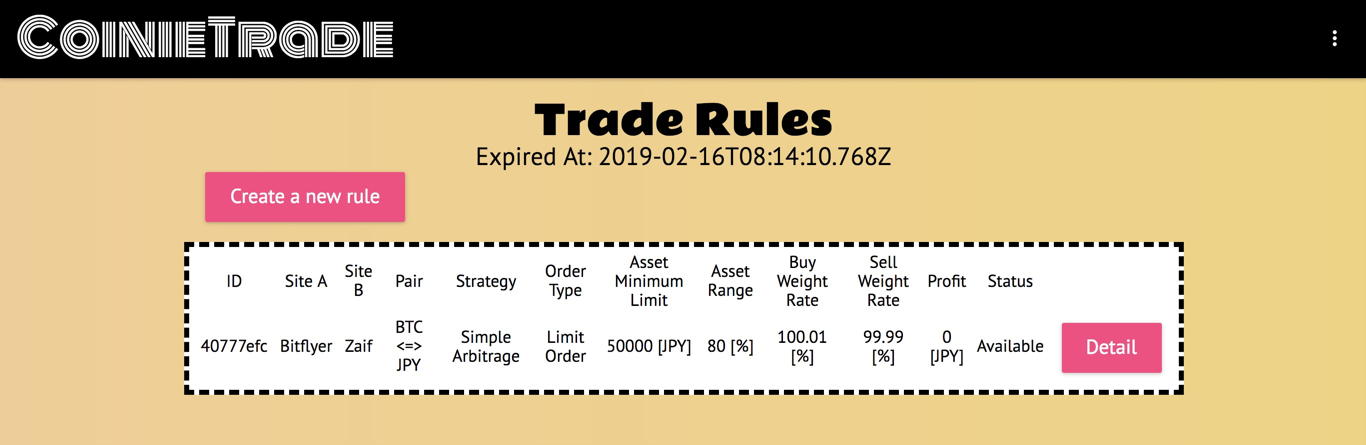 CoinieTrade
Trade Rules
Expired At: 2019-02-16T08:14:10.768Z
Create a new rule
ID Site A Site B Pair Strategy Order Type Asset Minimum Limit Asset Range Buy Weight Rate Sell Weight Rate Profit Status
40777efc Bitflyer Zaif BTC <=> JPY Simple Arbitrage Limit Order 50000 [JPY] 80 [%] 100.01 [%] 99.99 [%] 0 [JPY] Available Detail